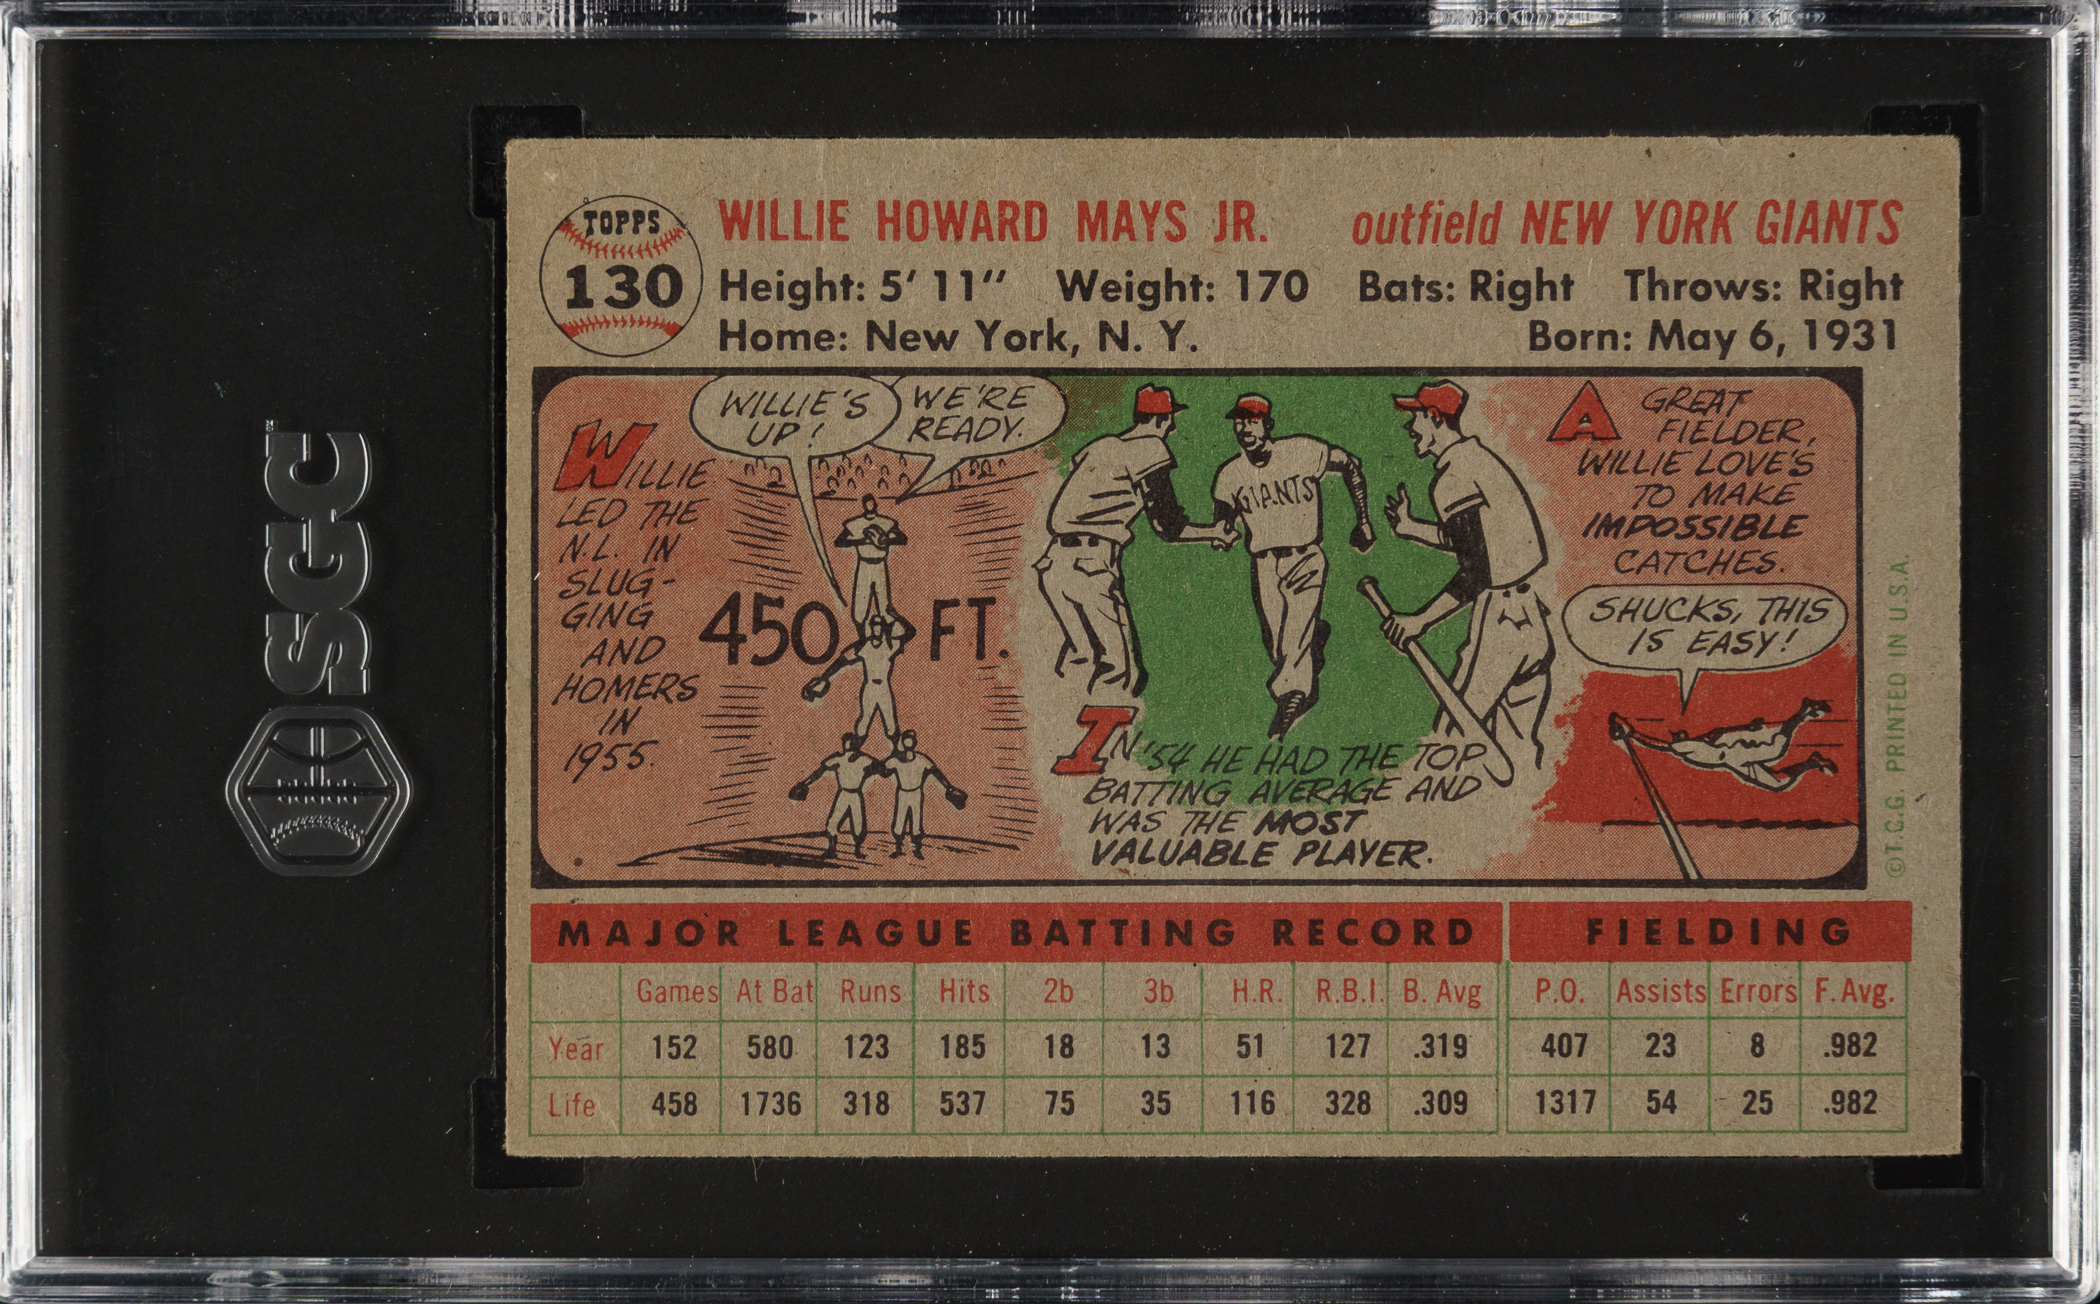 SGC
TOPPS
130
WILLIE HOWARD MAYS JR. outfield NEW YORK GIANTS
Height: 5' 11" Weight: 170 Bats: Right Throws: Right
Home: New York, N. Y. Born: May 6, 1931
WILLIE
LED THE
N.L. IN
SLUG-
GING
AND
HOMERS
IN
1955.
WILLIE'S
UP!
WE'RE
READY.
450 FT.
GIANTS
IN '54 HE HAD THE TOP
BATTING AVERAGE AND
WAS THE MOST
VALUABLE PLAYER.
A GREAT
FIELDER,
WILLIE LOVE'S
TO MAKE
IMPOSSIBLE
CATCHES.
SHUCKS, THIS
IS EASY!
©T.C.G. PRINTED IN U.S.A.
MAJOR LEAGUE BATTING RECORD FIELDING
Games At Bat Runs Hits 2b 3b H.R. R.B.I. B. Avg P.O. Assists Errors F. Avg.
Year 152 580 123 185 18 13 51 127 .319 407 23 8 .982
Life 458 1736 318 537 75 35 116 328 .309 1317 54 25 .982